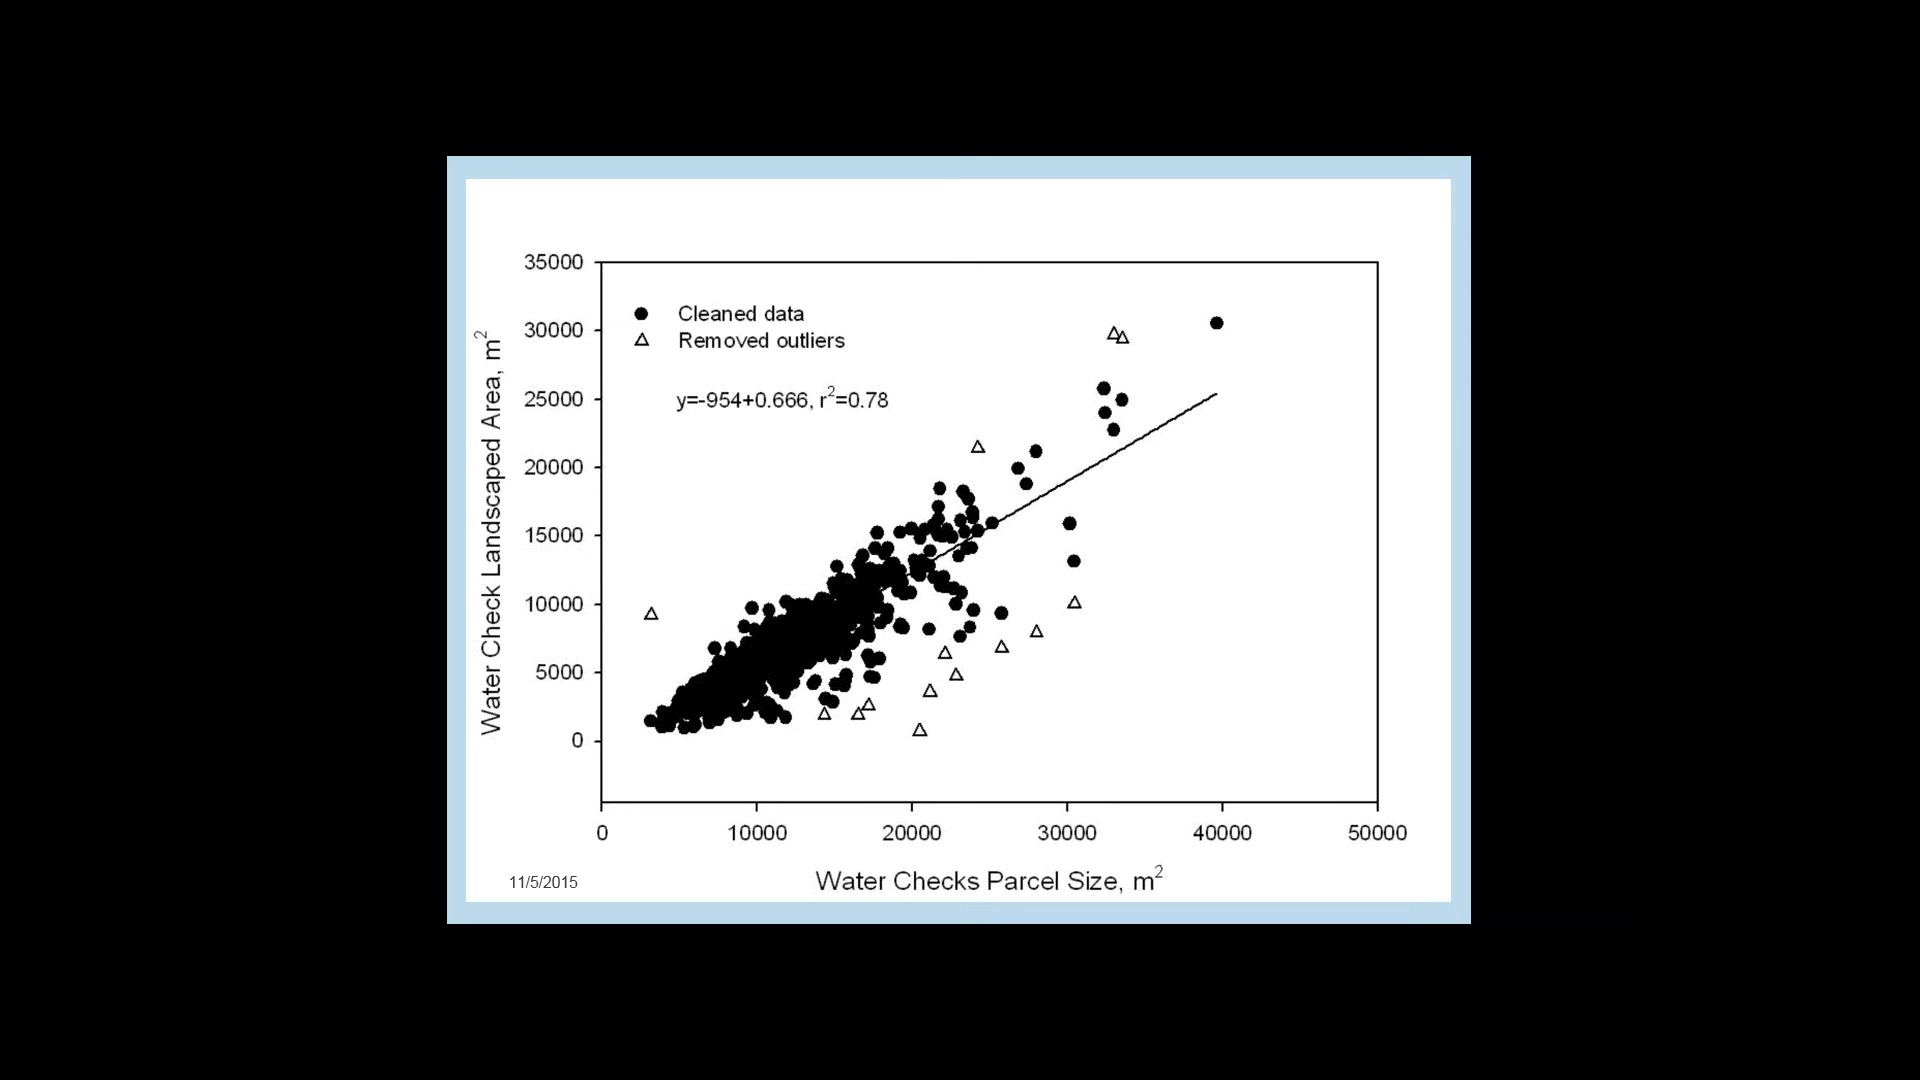 35000
30000
25000
20000
15000
10000
5000
0
Water Check Landscaped Area, m²
Cleaned data
Removed outliers
y=-954+0.666, r²=0.78
0 10000 20000 30000 40000 50000
Water Checks Parcel Size, m²
11/5/2015